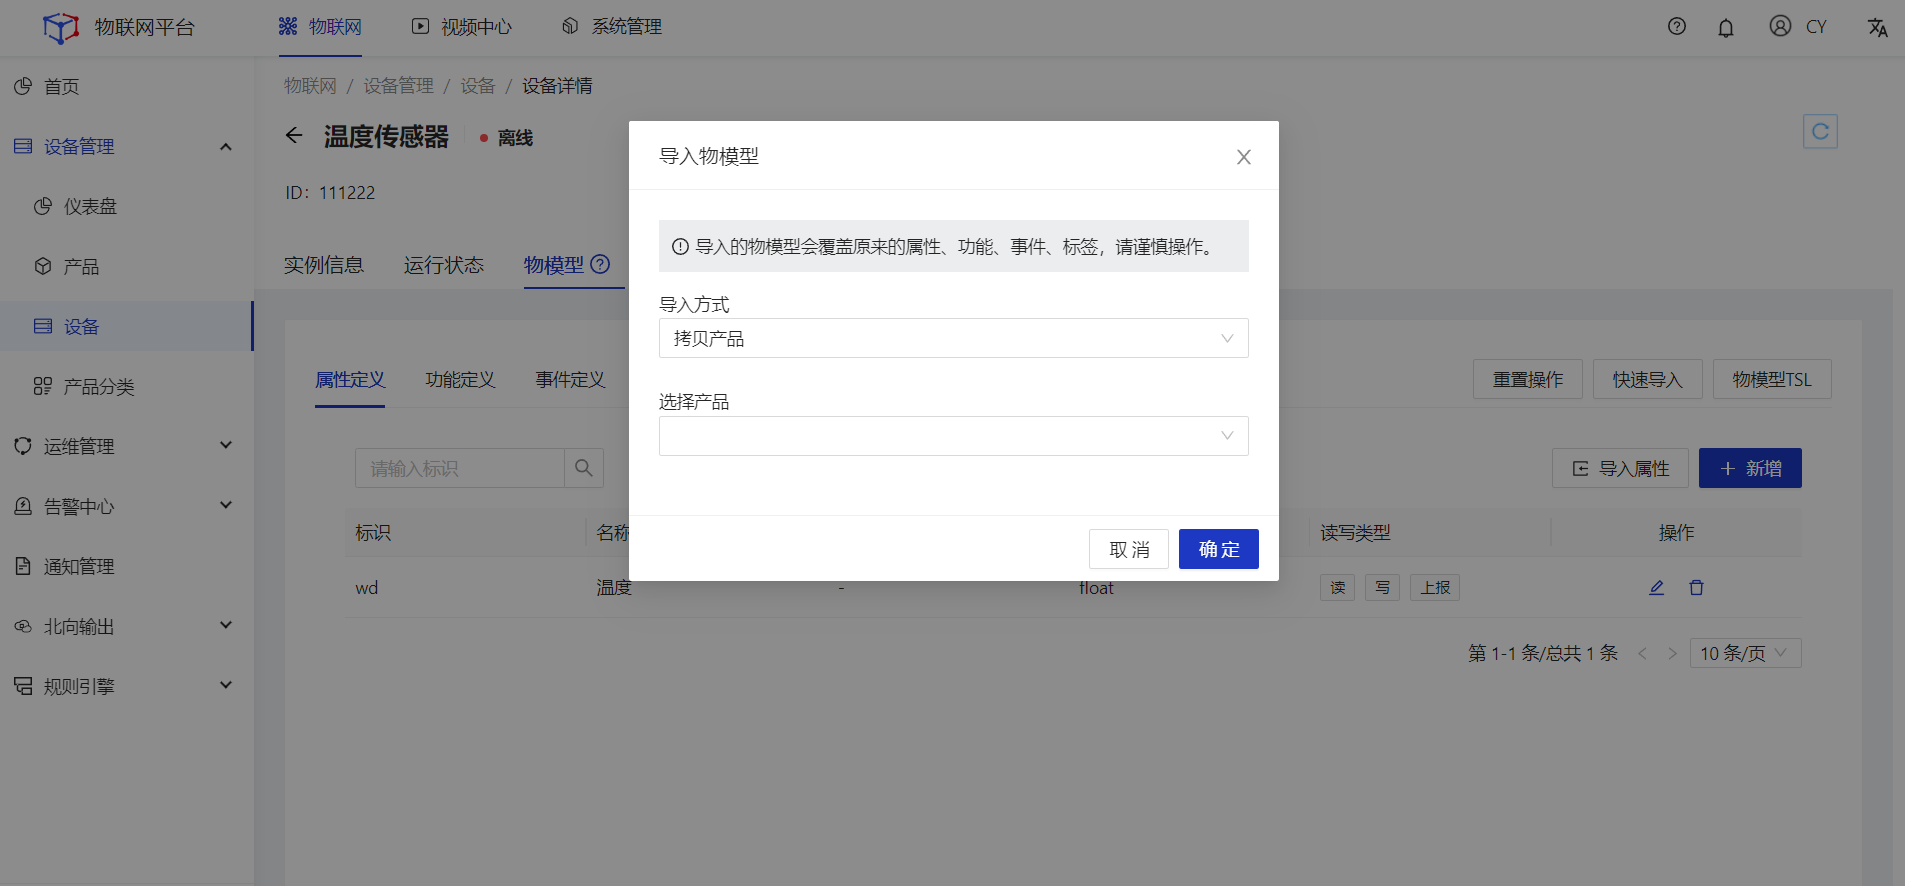 物联网平台
物联网
视频中心
系统管理
CY
首页
设备管理
仪表盘
产品
设备
产品分类
运维管理
告警中心
通知管理
北向输出
规则引擎
物联网 / 设备管理 / 设备 / 设备详情
温度传感器
离线
ID：111222
实例信息
运行状态
物模型
属性定义
功能定义
事件定义
重置操作
快速导入
物模型TSL
请输入标识
导入属性
新增
标识
名称
读写类型
操作
wd
温度
-
float
读
写
上报
第 1-1 条/总共 1 条
10 条/页
导入物模型
导入的物模型会覆盖原来的属性、功能、事件、标签，请谨慎操作。
导入方式
拷贝产品
选择产品
取 消
确 定